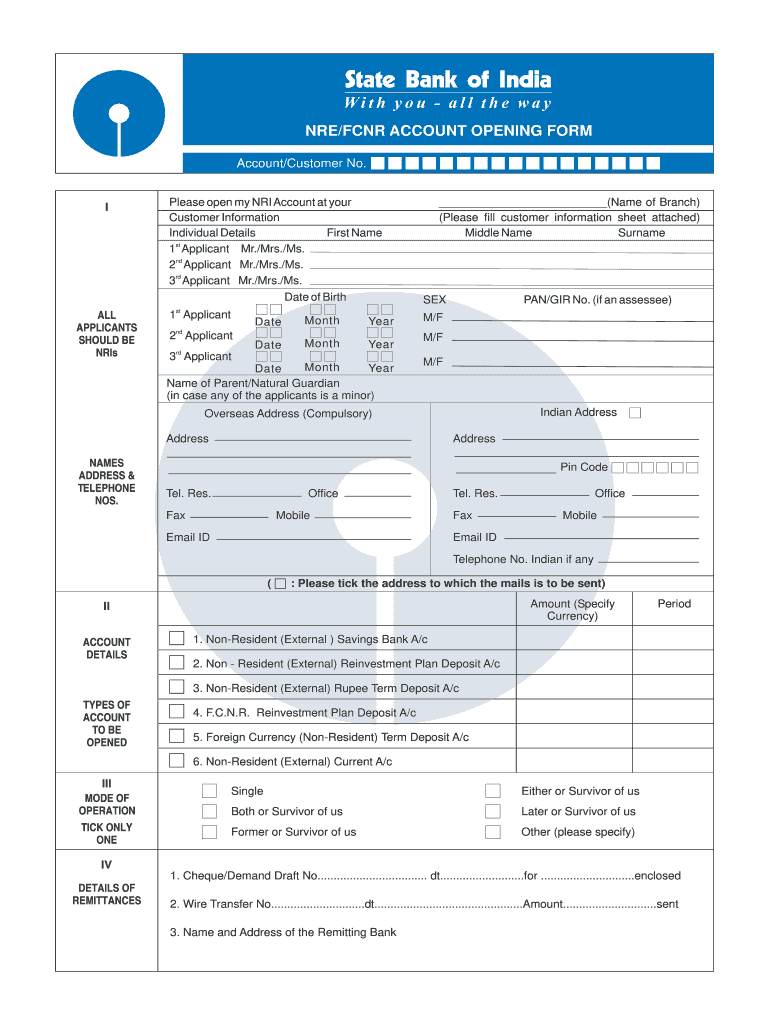 State Bank of India
With you - all the way
NRE/FCNR ACCOUNT OPENING FORM
Account/Customer No.
I
Please open my NRI Account at your ____________________________(Name of Branch)
Customer Information (Please fill customer information sheet attached)
Individual Details First Name Middle Name Surname
1st Applicant Mr./Mrs./Ms.
2rd Applicant Mr./Mrs./Ms.
3rd Applicant Mr./Mrs./Ms.
ALL
APPLICANTS
SHOULD BE
NRIs
Date of Birth SEX PAN/GIR No. (if an assessee)
1st Applicant M/F
Date Month Year
2rd Applicant M/F
Date Month Year
3rd Applicant M/F
Date Month Year
Name of Parent/Natural Guardian
(in case any of the applicants is a minor)
NAMES
ADDRESS &
TELEPHONE
NOS.
Overseas Address (Compulsory)
Address
Tel. Res. Office
Fax Mobile
Email ID
Indian Address
Address
Pin Code
Tel. Res. Office
Fax Mobile
Email ID
Telephone No. Indian if any
( : Please tick the address to which the mails is to be sent)
II
ACCOUNT
DETAILS
TYPES OF
ACCOUNT
TO BE
OPENED
Amount (Specify
Currency)
Period
1. Non-Resident (External ) Savings Bank A/c
2. Non - Resident (External) Reinvestment Plan Deposit A/c
3. Non-Resident (External) Rupee Term Deposit A/c
4. F.C.N.R. Reinvestment Plan Deposit A/c
5. Foreign Currency (Non-Resident) Term Deposit A/c
6. Non-Resident (External) Current A/c
III
MODE OF
OPERATION
TICK ONLY
ONE
Single Either or Survivor of us
Both or Survivor of us Later or Survivor of us
Former or Survivor of us Other (please specify)
IV
DETAILS OF
REMITTANCES
1. Cheque/Demand Draft No.................................. dt..........................for .............................enclosed
2. Wire Transfer No.............................dt..............................................Amount.............................sent
3. Name and Address of the Remitting Bank